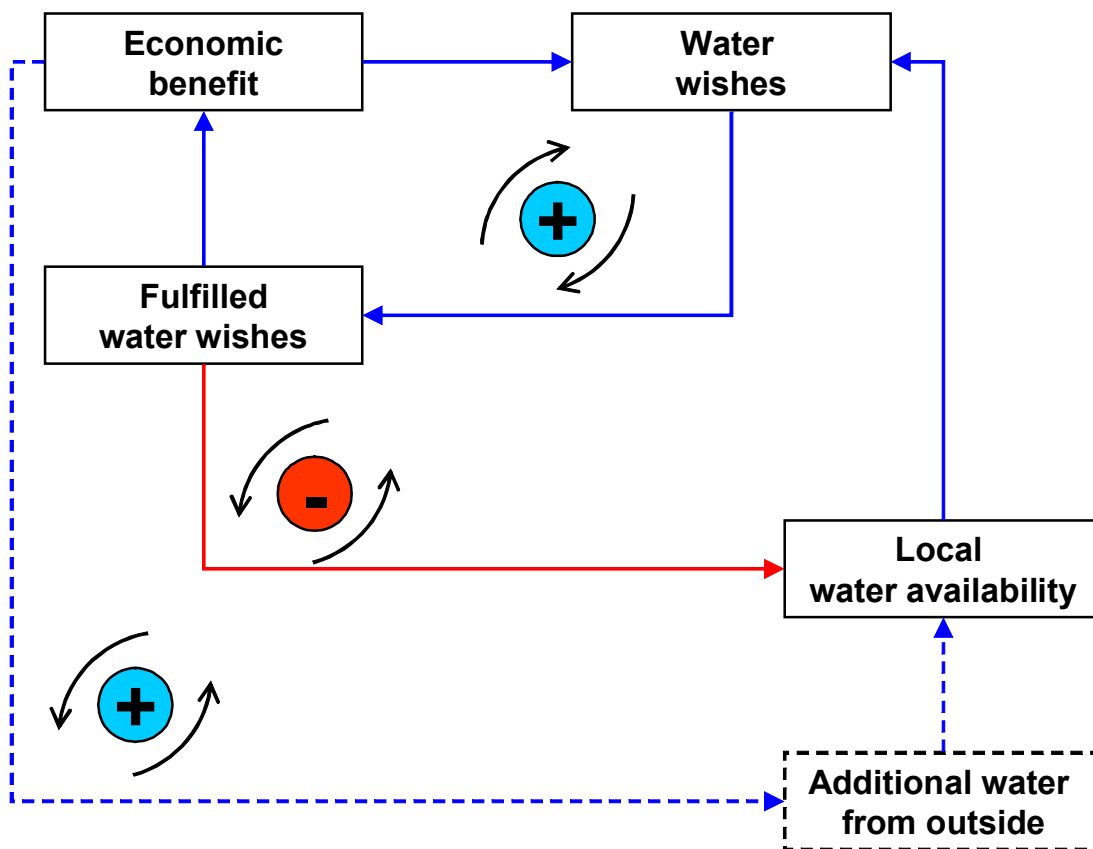 Economic
benefit
Water
wishes
+
Fulfilled
water wishes
-
Local
water availability
+
Additional water
from outside